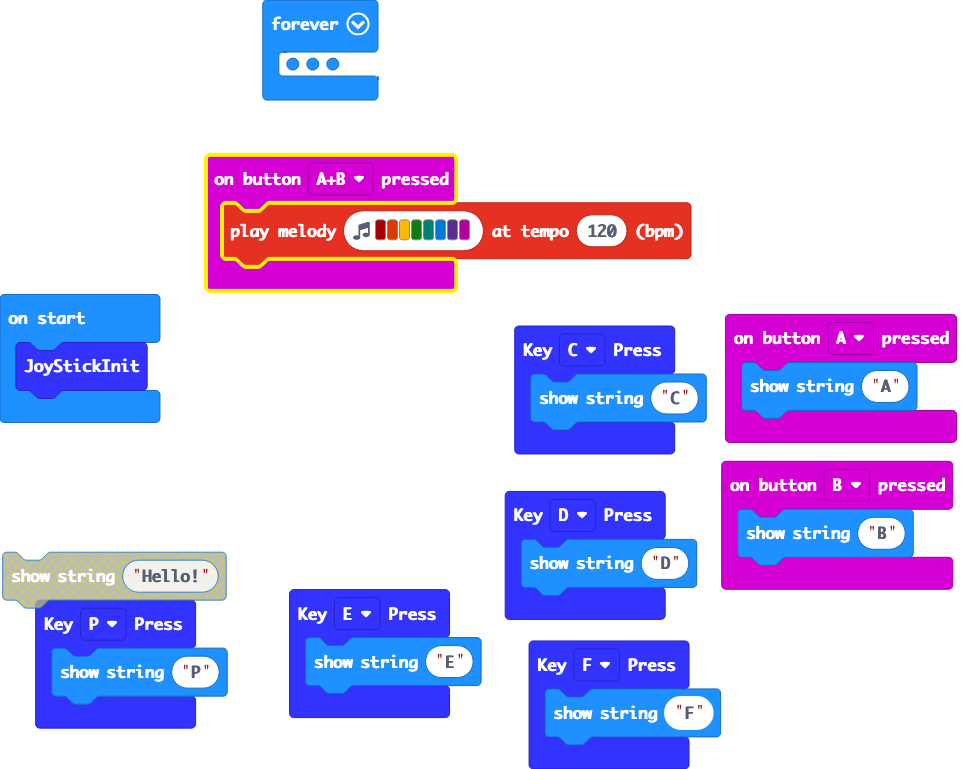 forever
on button A+B pressed
play melody at tempo 120 (bpm)
on start
JoyStickInit
Key C Press
show string "C"
on button A pressed
show string "A"
on button B pressed
show string "B"
Key D Press
show string "D"
show string "Hello!"
Key P Press
show string "P"
Key E Press
show string "E"
Key F Press
show string "F"